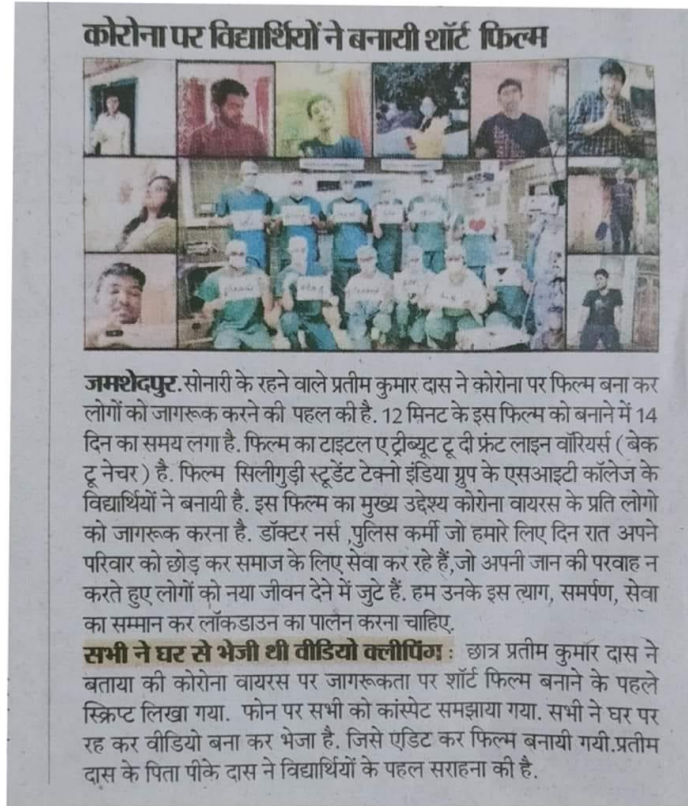 कोरोना पर विद्यार्थियों ने बनायी शॉर्ट फिल्म
जमशेदपुर. सोनारी के रहने वाले प्रतीम कुमार दास ने कोरोना पर फिल्म बना कर
लोगों को जागरूक करने की पहल की है. 12 मिनट के इस फिल्म को बनाने में 14
दिन का समय लगा है. फिल्म का टाइटल ए ट्रीब्यूट टू दी फ्रंट लाइन वॉरियर्स ( बेक
टू नेचर ) है. फिल्म सिलीगुड़ी स्टूडेंट टेक्नो इंडिया ग्रुप के एसआइटी कॉलेज के
विद्यार्थियों ने बनायी है. इस फिल्म का मुख्य उद्देश्य कोरोना वायरस के प्रति लोगो
को जागरूक करना है. डॉक्टर नर्स ,पुलिस कर्मी जो हमारे लिए दिन रात अपने
परिवार को छोड़ कर समाज के लिए सेवा कर रहे हैं,जो अपनी जान की परवाह न
करते हुए लोगों को नया जीवन देने में जुटे हैं. हम उनके इस त्याग, समर्पण, सेवा
का सम्मान कर लॉकडाउन का पालन करना चाहिए.
सभी ने घर से भेजी थी वीडियो क्लीपिंग : छात्र प्रतीम कुमार दास ने
बताया की कोरोना वायरस पर जागरूकता पर शॉर्ट फिल्म बनाने के पहले
स्क्रिप्ट लिखा गया. फोन पर सभी को कांस्पेट समझाया गया. सभी ने घर पर
रह कर वीडियो बना कर भेजा है. जिसे एडिट कर फिल्म बनायी गयी.प्रतीम
दास के पिता पीके दास ने विद्यार्थियों के पहल सराहना की है.